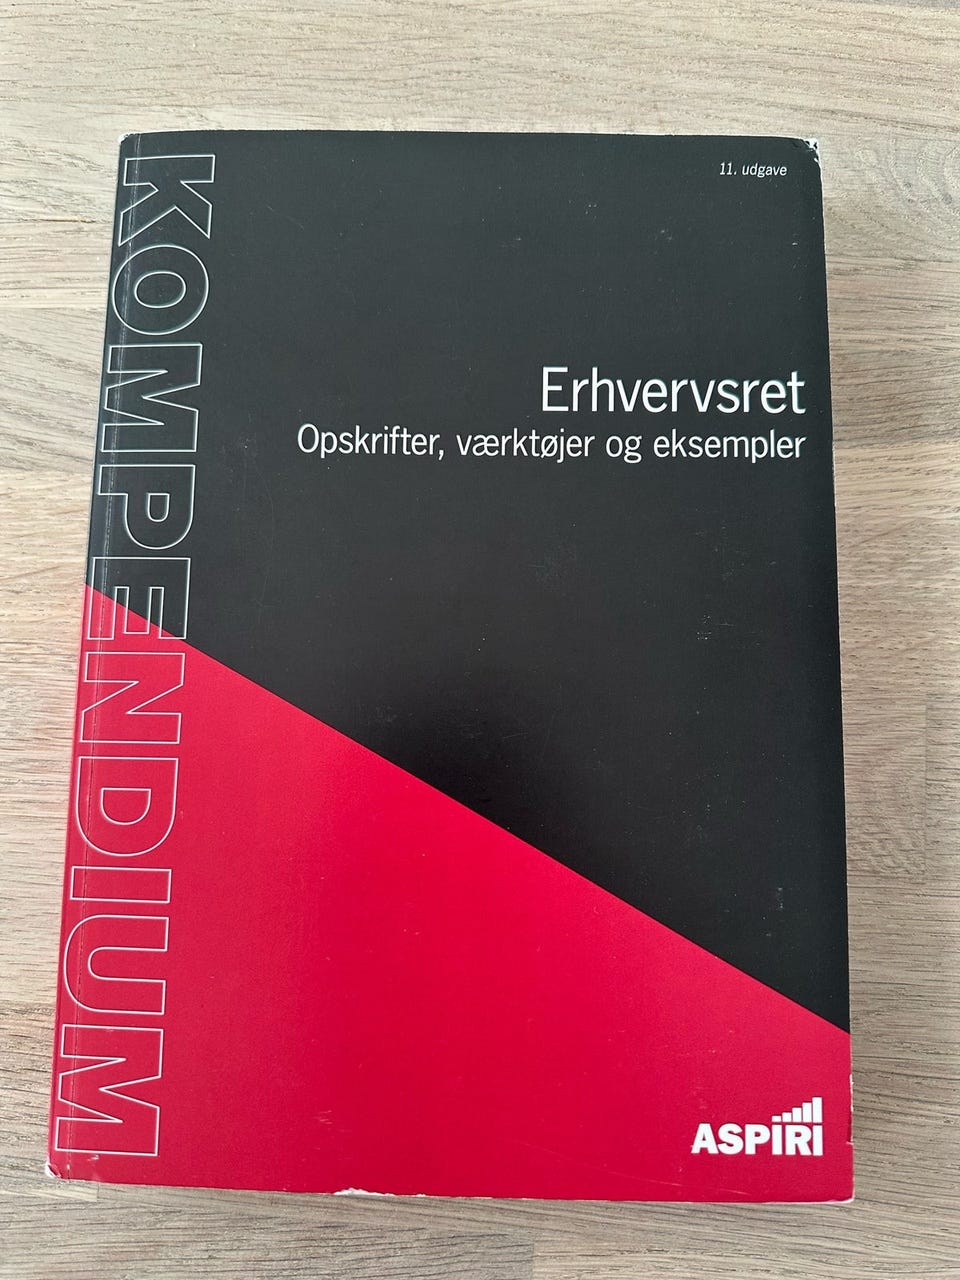 KOMPENDIUM
11. udgave
Erhvervsret
Opskrifter, værktøjer og eksempler
ASPiRI